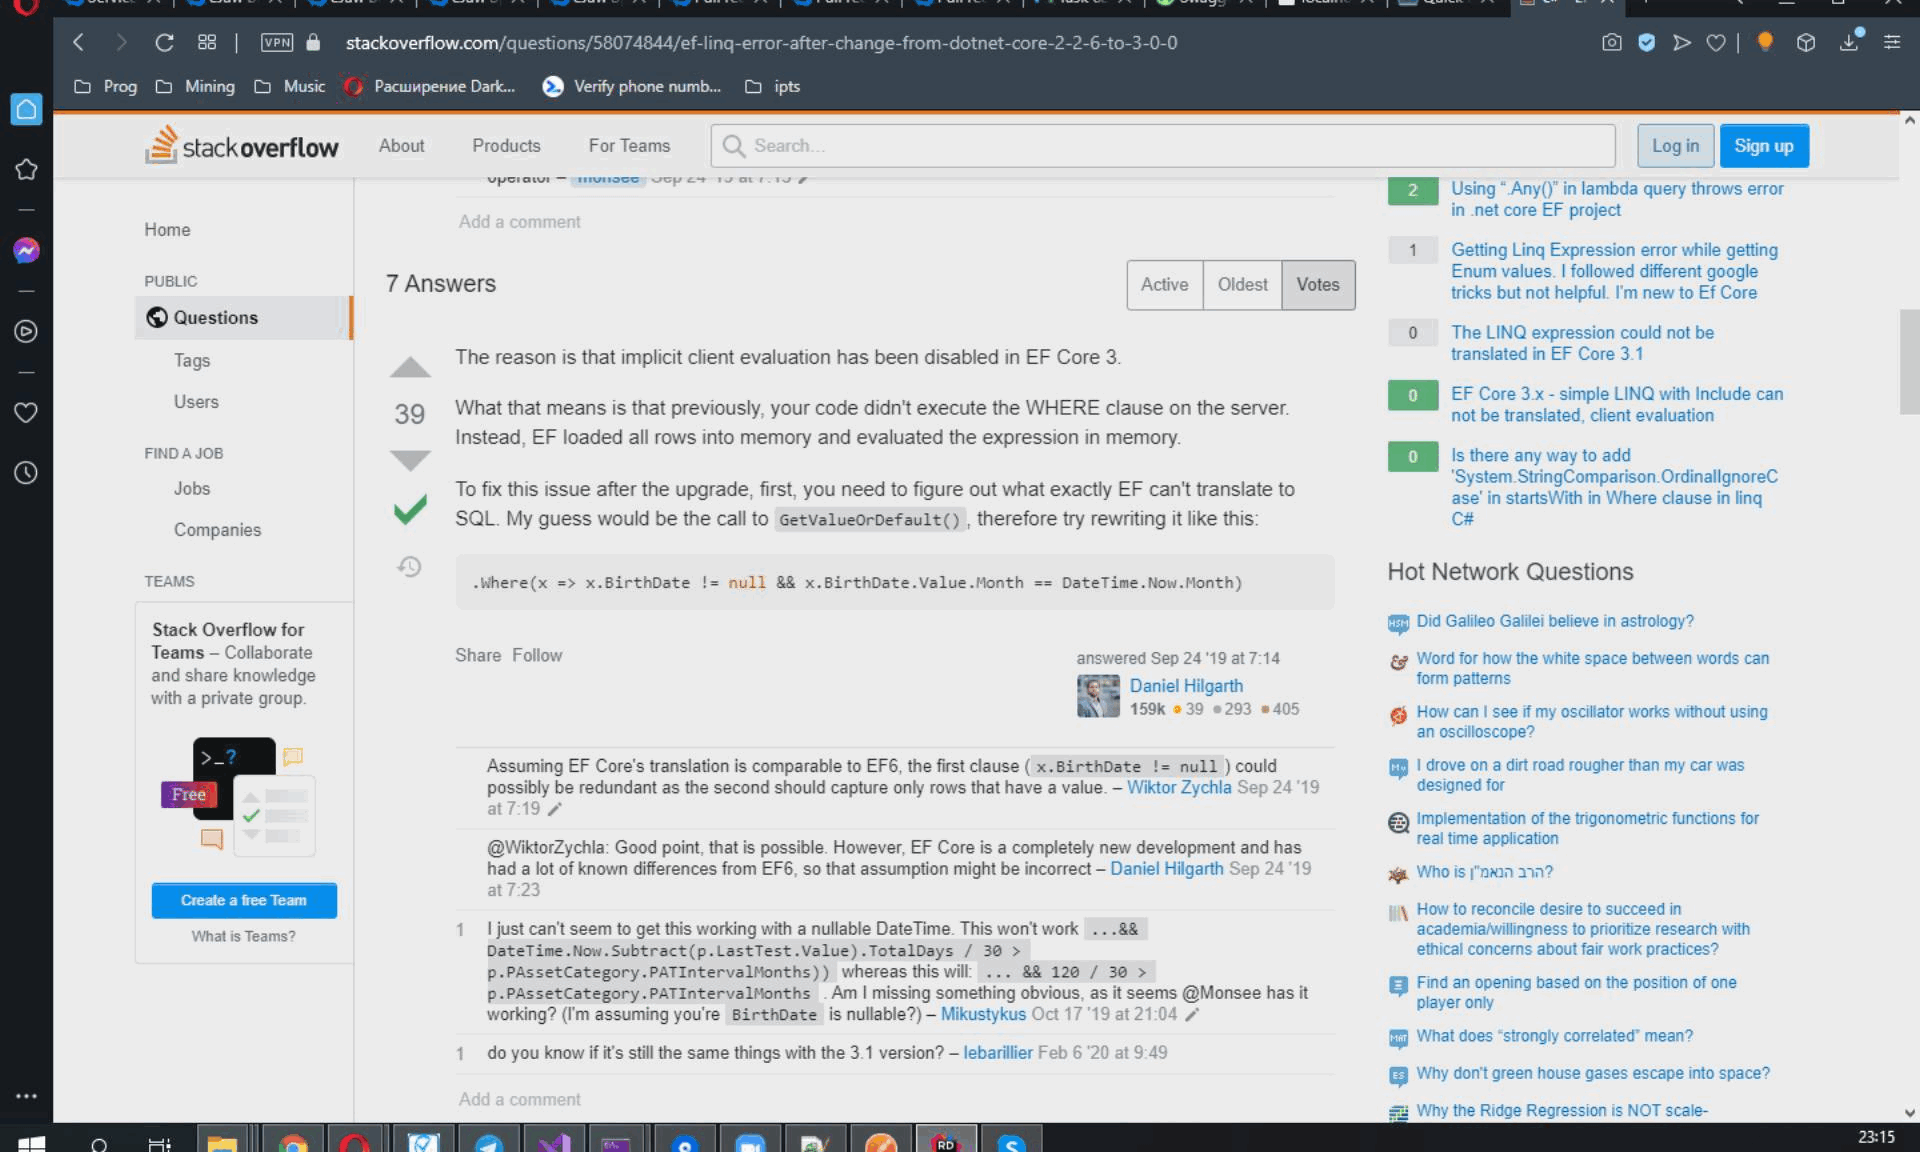 VPN
stackoverflow.com/questions/58074844/ef-linq-error-after-change-from-dotnet-core-2-2-6-to-3-0-0
Prog
Mining
Music
Расширение Dark...
Verify phone numb...
ipts
stackoverflow
About
Products
For Teams
Search...
Log in
Sign up
Home
PUBLIC
Questions
Tags
Users
FIND A JOB
Jobs
Companies
TEAMS
Stack Overflow for
Teams – Collaborate
and share knowledge
with a private group.
>_?
Free
Create a free Team
What is Teams?
operator – monsee Sep 24 '19 at 7:15
Add a comment
7 Answers
Active
Oldest
Votes
39
The reason is that implicit client evaluation has been disabled in EF Core 3.
What that means is that previously, your code didn't execute the WHERE clause on the server.
Instead, EF loaded all rows into memory and evaluated the expression in memory.
To fix this issue after the upgrade, first, you need to figure out what exactly EF can't translate to
SQL. My guess would be the call to GetValueOrDefault() , therefore try rewriting it like this:
.Where(x => x.BirthDate != null && x.BirthDate.Value.Month == DateTime.Now.Month)
Share Follow
answered Sep 24 '19 at 7:14
Daniel Hilgarth
159k 39 293 405
Assuming EF Core's translation is comparable to EF6, the first clause ( x.BirthDate != null ) could
possibly be redundant as the second should capture only rows that have a value. – Wiktor Zychla Sep 24 '19
at 7:19
@WiktorZychla: Good point, that is possible. However, EF Core is a completely new development and has
had a lot of known differences from EF6, so that assumption might be incorrect – Daniel Hilgarth Sep 24 '19
at 7:23
1 I just can't seem to get this working with a nullable DateTime. This won't work ...&&
DateTime.Now.Subtract(p.LastTest.Value).TotalDays / 30 >
p.PAssetCategory.PATIntervalMonths)) whereas this will: ... && 120 / 30 >
p.PAssetCategory.PATIntervalMonths . Am I missing something obvious, as it seems @Monsee has it
working? (I'm assuming you're BirthDate is nullable?) – Mikustykus Oct 17 '19 at 21:04
1 do you know if it's still the same things with the 3.1 version? – lebarillier Feb 6 '20 at 9:49
Add a comment
2 Using “.Any()” in lambda query throws error
in .net core EF project
1 Getting Linq Expression error while getting
Enum values. I followed different google
tricks but not helpful. I'm new to Ef Core
0 The LINQ expression could not be
translated in EF Core 3.1
0 EF Core 3.x - simple LINQ with Include can
not be translated, client evaluation
0 Is there any way to add
'System.StringComparison.OrdinalIgnoreC
ase' in startsWith in Where clause in linq
C#
Hot Network Questions
Did Galileo Galilei believe in astrology?
Word for how the white space between words can
form patterns
How can I see if my oscillator works without using
an oscilloscope?
I drove on a dirt road rougher than my car was
designed for
Implementation of the trigonometric functions for
real time application
Who is הרב הנאמ"ן?
How to reconcile desire to succeed in
academia/willingness to prioritize research with
ethical concerns about fair work practices?
Find an opening based on the position of one
player only
What does “strongly correlated” mean?
Why don't green house gases escape into space?
Why the Ridge Regression is NOT scale-
RD
23:15